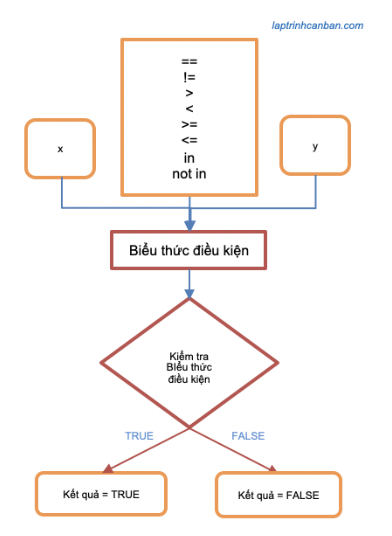 laptrinhcanban.com
==
!=
>
<
>=
<=
in
not in
x
y
Biểu thức điều kiện
Kiểm tra
BIểu thức
điều kiện
TRUE
FALSE
Kết quả = TRUE
Kết quả = FALSE